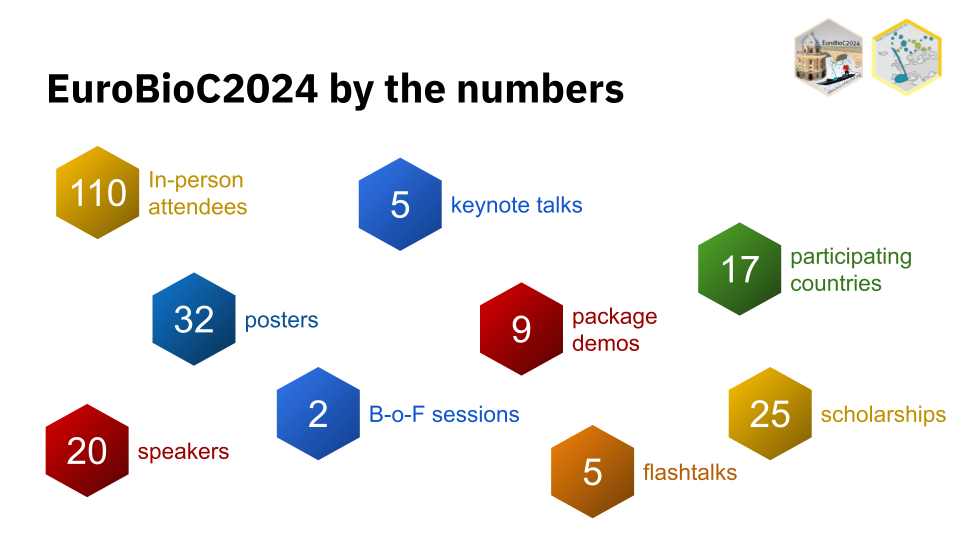 EuroBioC2024
EuroBioC2024 by the numbers
110
In-person
attendees
5
keynote talks
17
participating
countries
32
posters
9
package
demos
2
B-o-F sessions
25
scholarships
20
speakers
5
flashtalks